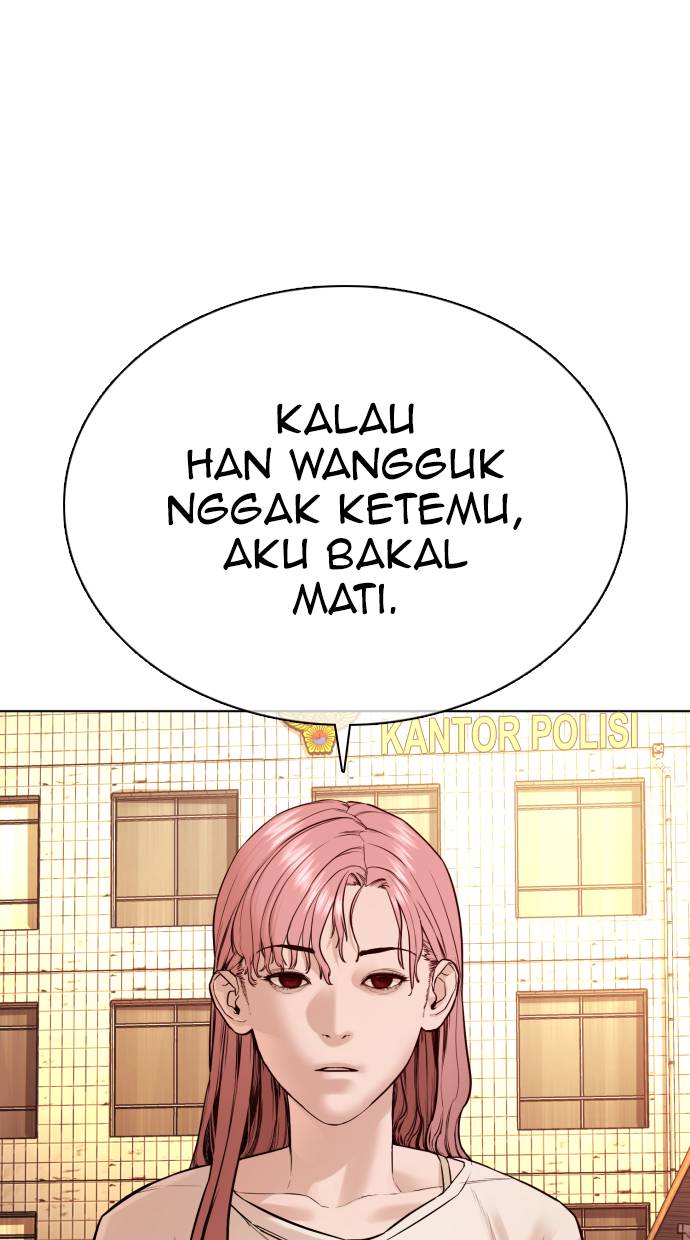 KALAU
HAN WANGGUK
NGGAK KETEMU,
AKU BAKAL
MATI.
KANTOR POLISI